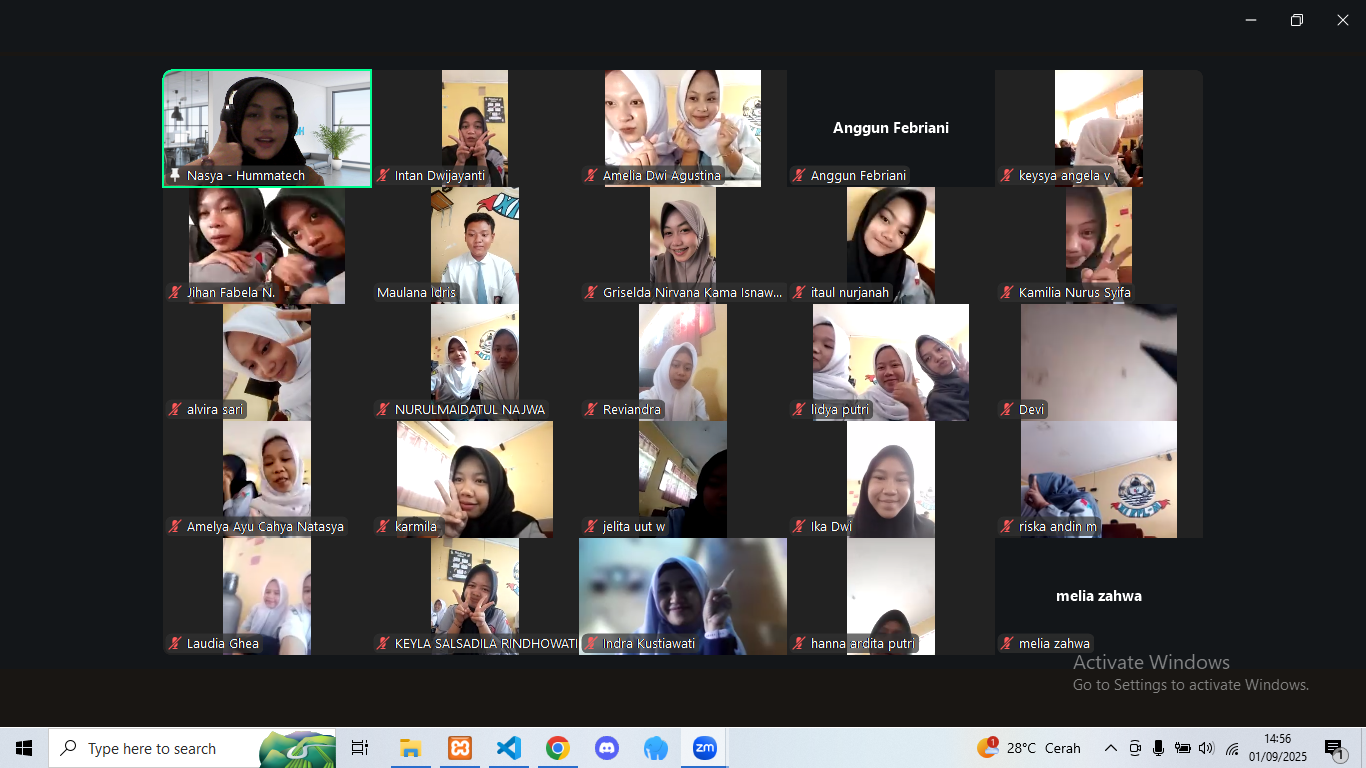 Nasya - Hummatech
Intan Dwijayanti
Amelia Dwi Agustina
Anggun Febriani
Anggun Febriani
keysya angela v
Jihan Fabela N.
Maulana Idris
Griselda Nirvana Kama Isnaw...
itaul nurjanah
Kamilia Nurus Syifa
alvira sari
NURULMAIDATUL NAJWA
Reviandra
lidya putri
Devi
Amelya Ayu Cahya Natasya
karmila
jelita uut w
Ika Dwi
riska andin m
Laudia Ghea
KEYLA SALSADILA RINDHOWATI
Indra Kustiawati
hanna ardita putri
melia zahwa
melia zahwa
Activate Windows
Go to Settings to activate Windows.
Type here to search
zm
1
28°C Cerah
14:56
01/09/2025
1